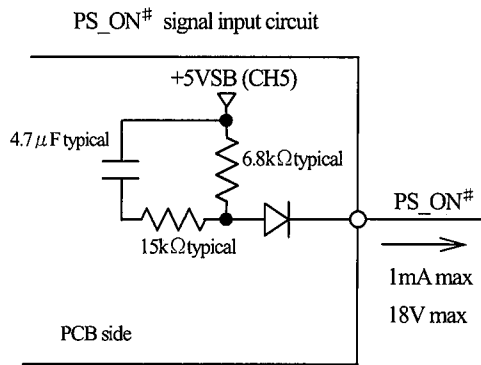 PS_ON# signal input circuit
+5VSB (CH5)
4.7μF typical
6.8kΩtypical
15kΩtypical
PS_ON#
1mA max
18V max
PCB side